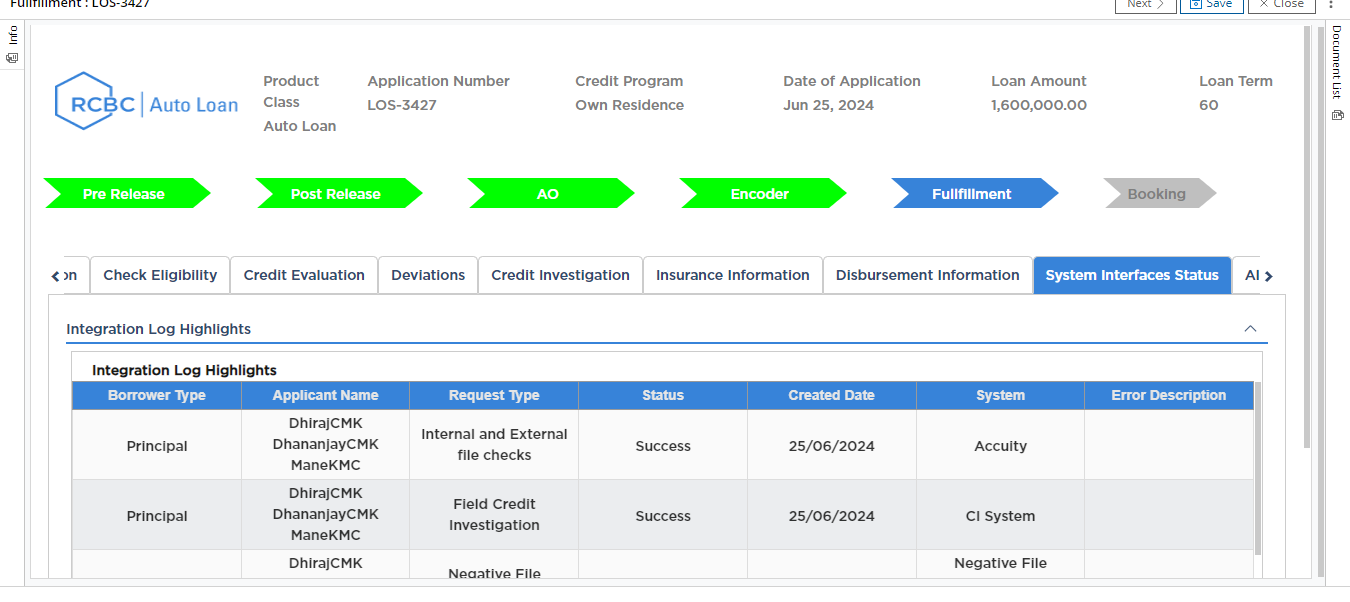 Fullfillment : LOS-3427
Next
Save
Close
Info
Document List
RCBC Auto Loan
Product Class
Auto Loan
Application Number
LOS-3427
Credit Program
Own Residence
Date of Application
Jun 25, 2024
Loan Amount
1,600,000.00
Loan Term
60
Pre Release
Post Release
AO
Encoder
Fullfillment
Booking
on
Check Eligibility
Credit Evaluation
Deviations
Credit Investigation
Insurance Information
Disbursement Information
System Interfaces Status
Integration Log Highlights
Integration Log Highlights
Borrower Type Applicant Name Request Type Status Created Date System Error Description
Principal
DhirajCMK
DhananjayCMK
ManeKMC
Internal and External
file checks
Success
25/06/2024
Accuity
Principal
DhirajCMK
DhananjayCMK
ManeKMC
Field Credit
Investigation
Success
25/06/2024
CI System
DhirajCMK
Negative File
Negative File